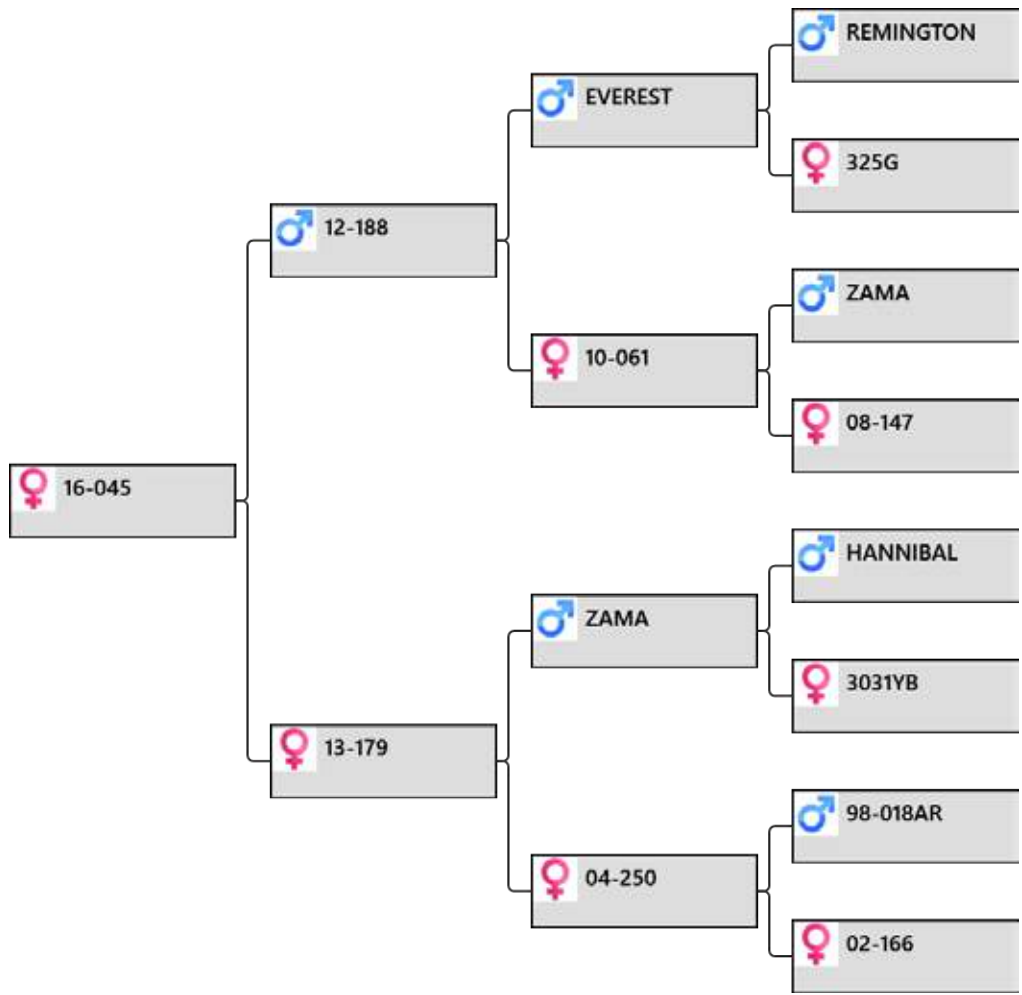 REMINGTON
EVEREST
325G
12-188
ZAMA
10-061
08-147
16-045
HANNIBAL
ZAMA
3031YB
13-179
98-018AR
04-250
02-166